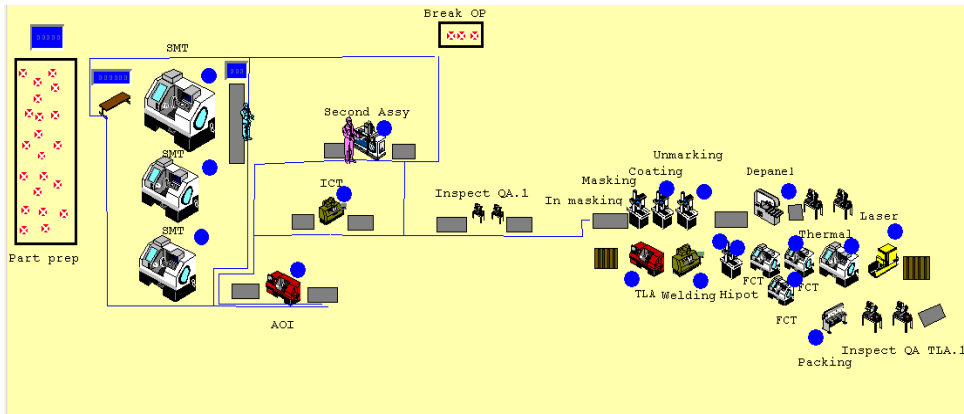 Break OP
SMT
Second Assy
SMT
Unmarking
Coating
Depanel
Masking
ICT
Inspect QA.1
In masking
Laser
SMT
Thermal
Part prep
TLA
Welding
Hipot
FCT
FCT
FCT
AOI
Inspect QA TLA.1
Packing